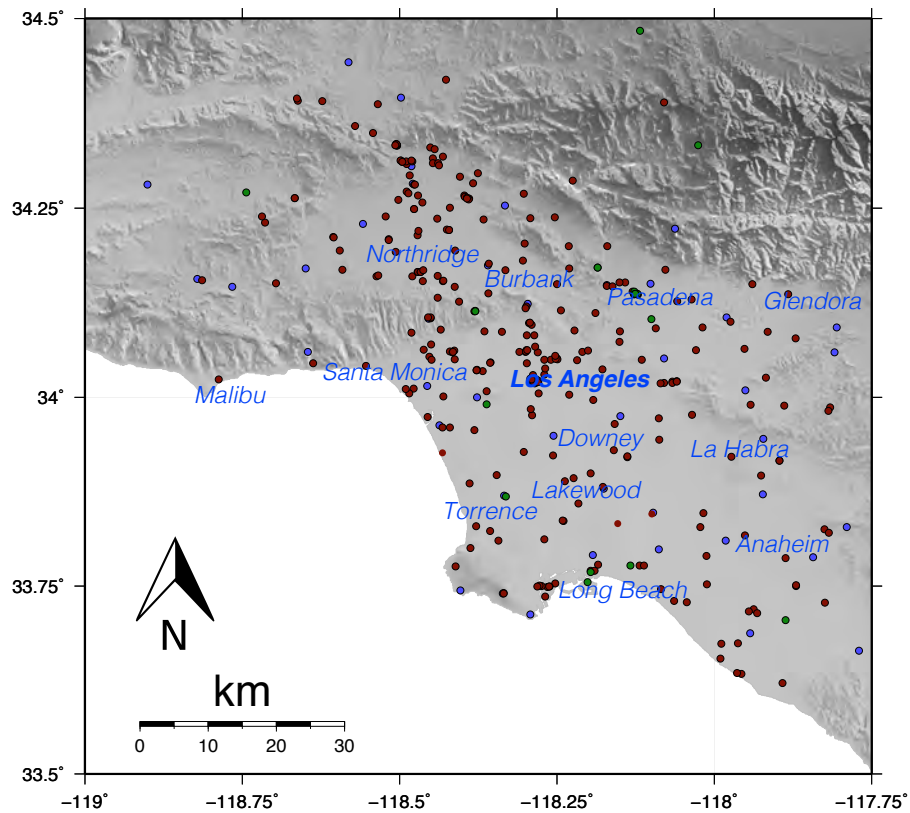 34.5°
34.25°
34°
33.75°
33.5°
Northridge
Burbank
Pasadena
Glendora
Santa Monica
Los Angeles
Malibu
Downey
La Habra
Lakewood
Torrence
Anaheim
Long Beach
N
km
0 10 20 30
−119° −118.75° −118.5° −118.25° −118° −117.75°